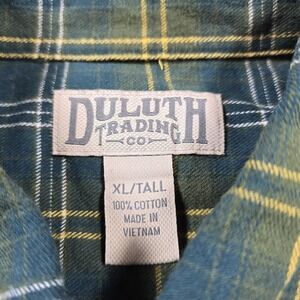 DULUTH
TRADING
CO
XL/TALL
100% COTTON
MADE IN
VIETNAM